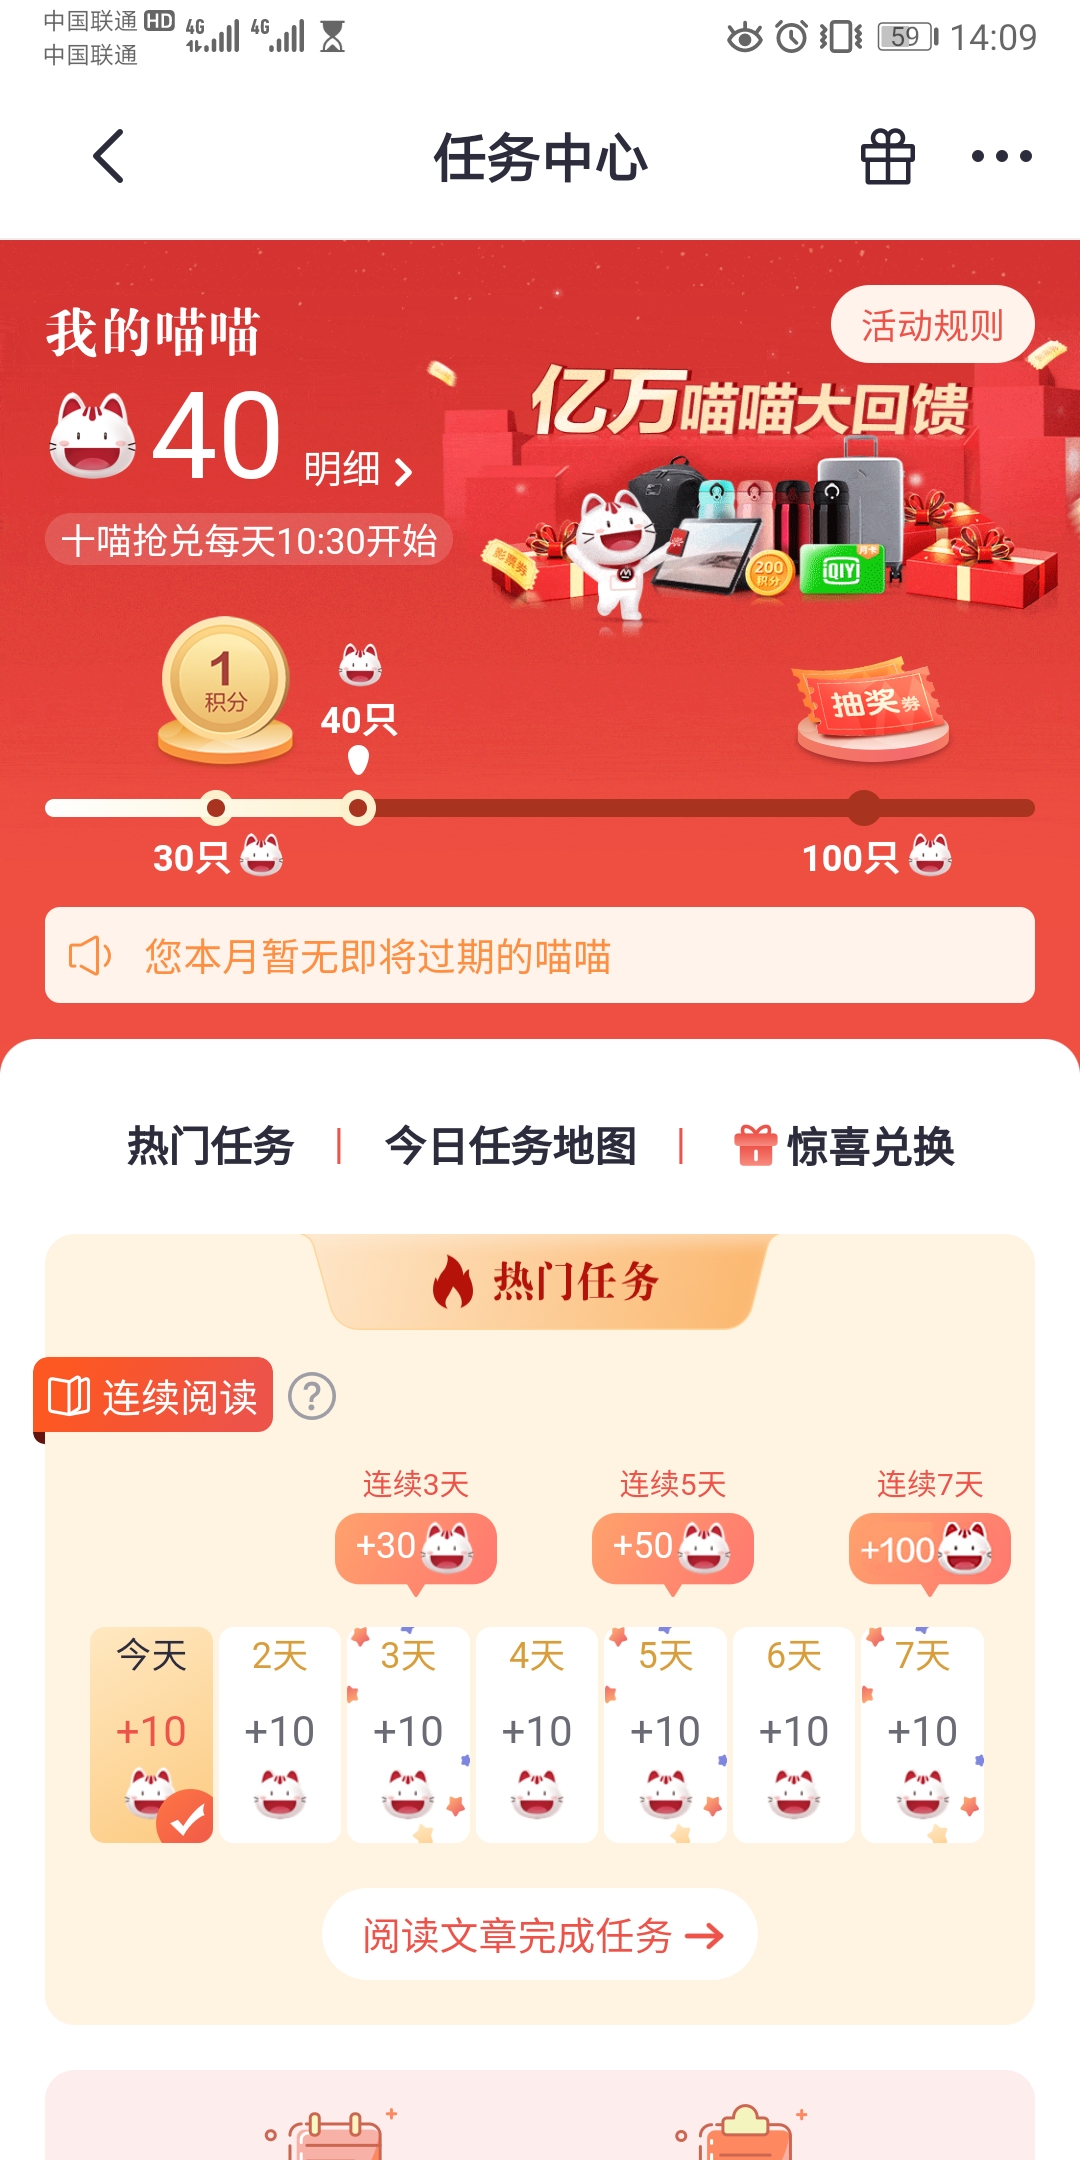 中国联通 HD 4G 4G 59 14:09
中国联通
任务中心
我的喵喵
活动规则
亿万喵喵大回馈
40 明细
十喵抢兑每天10:30开始
影票券
200
积分
iQIYI
月卡
1
积分
40只
抽奖券
30只
100只
您本月暂无即将过期的喵喵
热门任务 | 今日任务地图 | 惊喜兑换
热门任务
连续阅读 ?
连续3天 连续5天 连续7天
+30 +50 +100
今天 2天 3天 4天 5天 6天 7天
+10 +10 +10 +10 +10 +10 +10
阅读文章完成任务